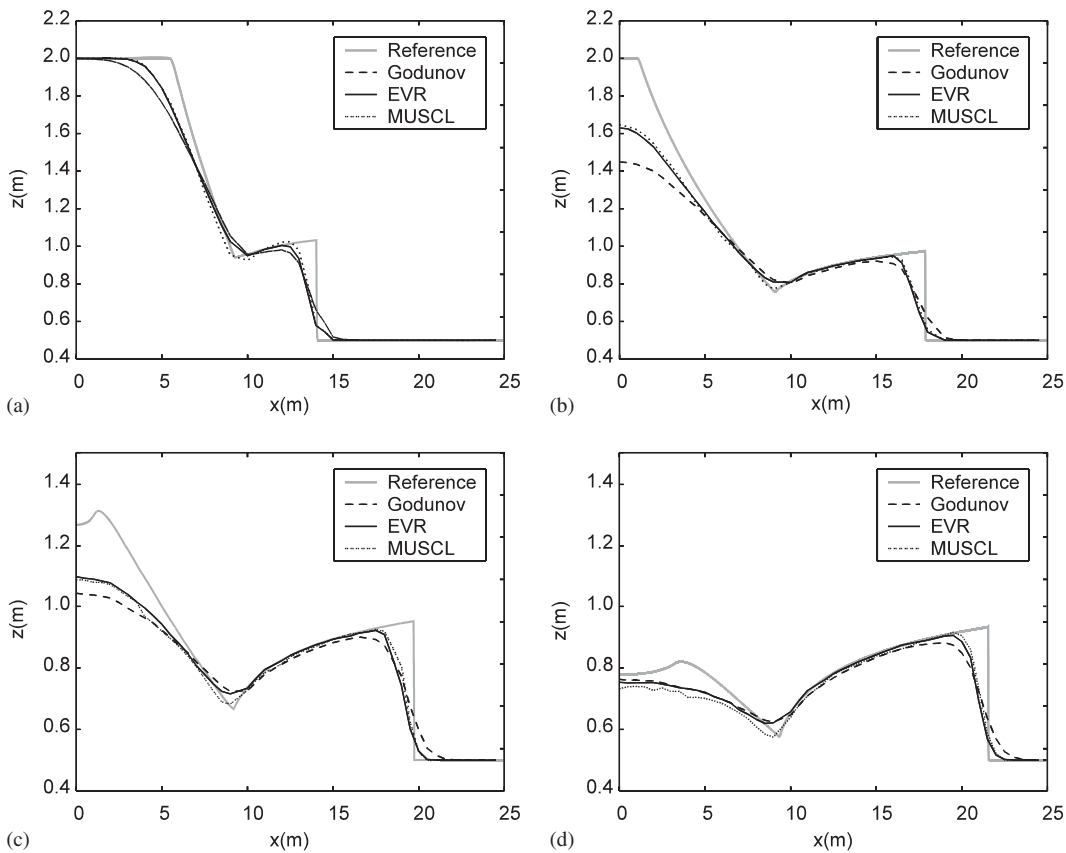 2.2
2.0
1.8
1.6
1.4
1.2
1.0
0.8
0.6
0.4
z(m)
0 5 10 15 20 25
x(m)
Reference
Godunov
EVR
MUSCL
(a)
2.2
2.0
1.8
1.6
1.4
1.2
1.0
0.8
0.6
0.4
z(m)
0 5 10 15 20 25
x(m)
Reference
Godunov
EVR
MUSCL
(b)
1.4
1.2
1.0
0.8
0.6
0.4
z(m)
0 5 10 15 20 25
x(m)
Reference
Godunov
EVR
MUSCL
(c)
1.4
1.2
1.0
0.8
0.6
0.4
z(m)
0 5 10 15 20 25
x(m)
Reference
Godunov
EVR
MUSCL
(d)